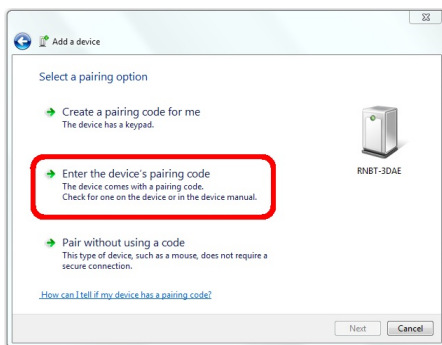 Add a device
Select a pairing option
Create a pairing code for me
The device has a keypad.
Enter the device's pairing code
The device comes with a pairing code.
Check for one on the device or in the device manual.
RNBT-3DAE
Pair without using a code
This type of device, such as a mouse, does not require a
secure connection.
How can I tell if my device has a pairing code?
Next Cancel